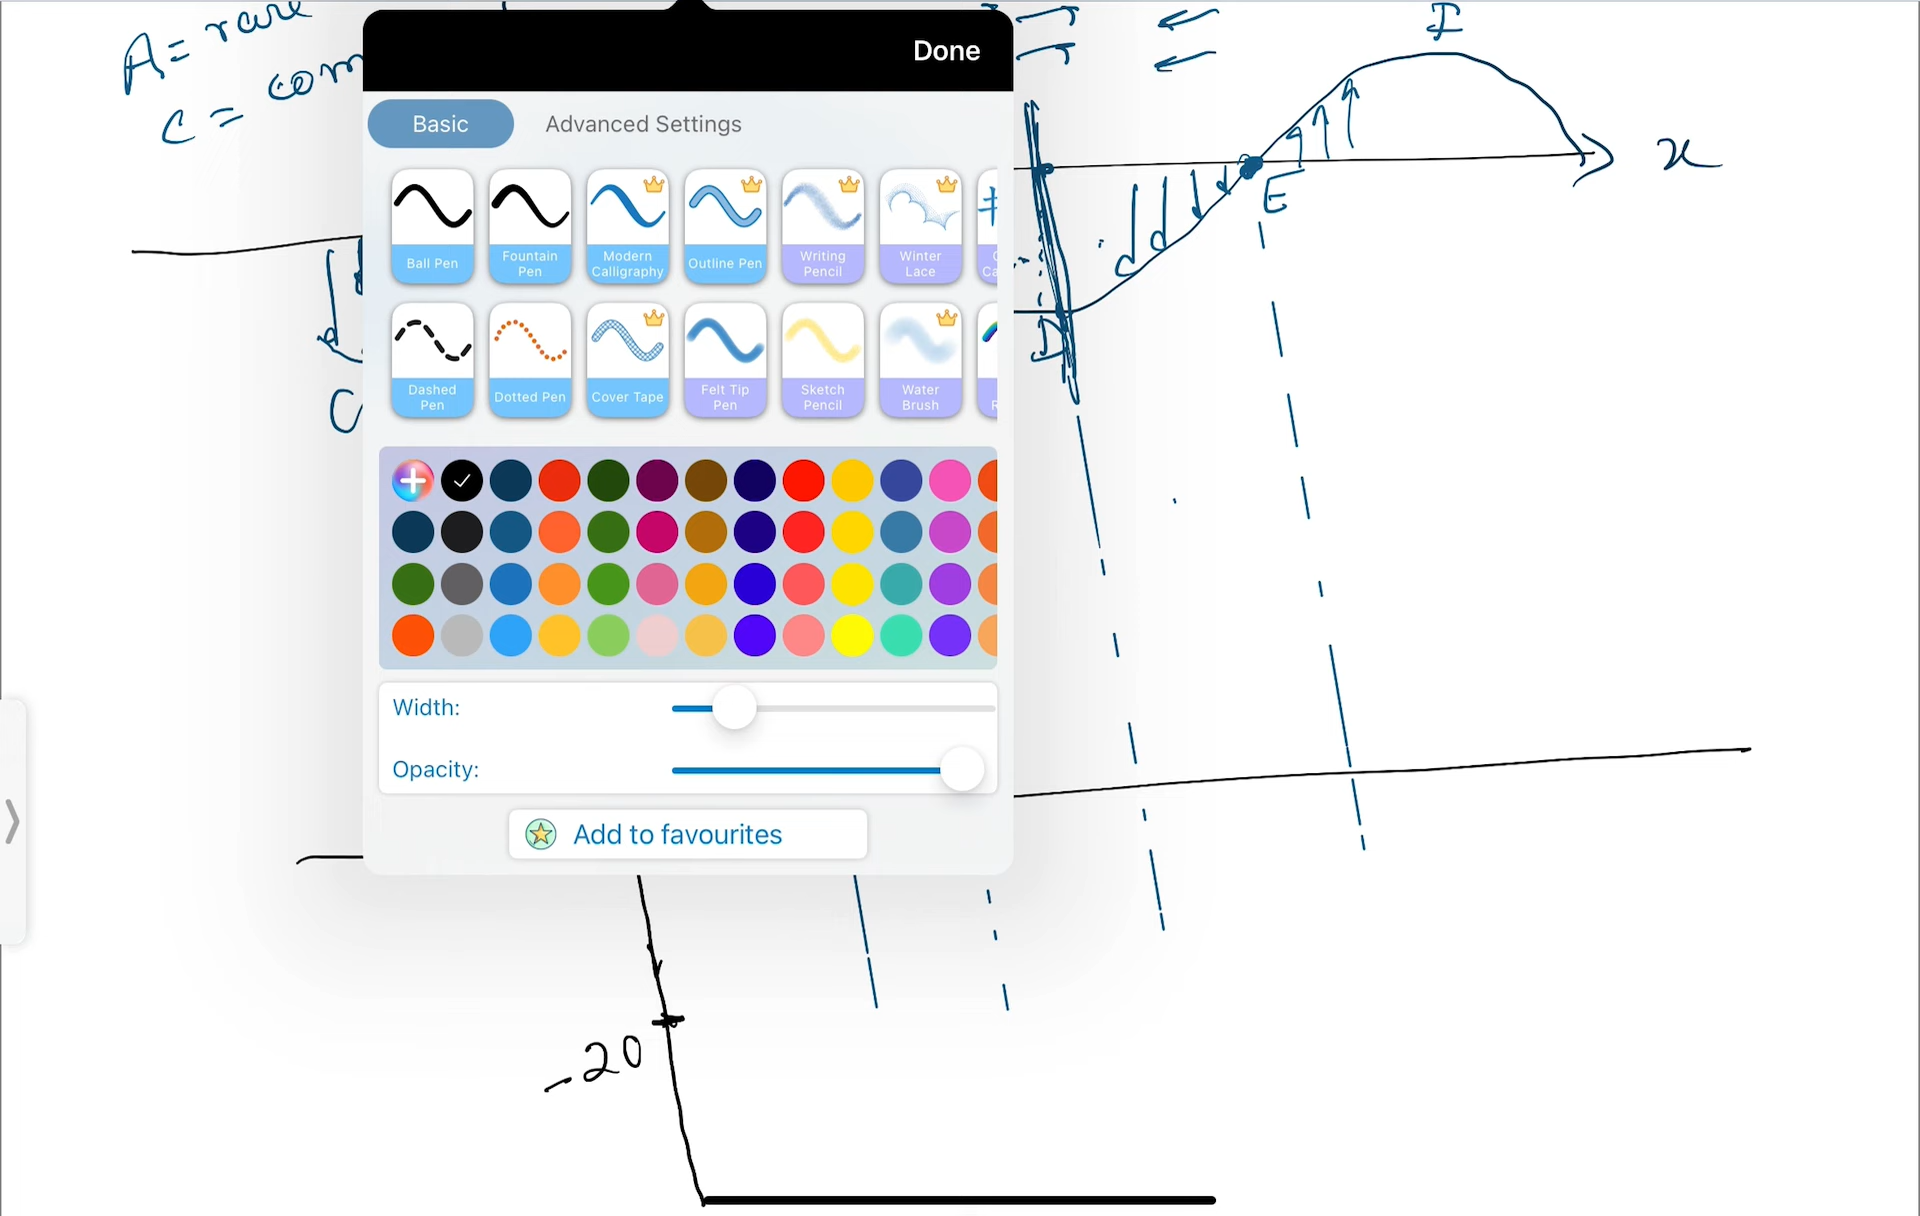 A = rare
C = com
Done
I
Basic
Advanced Settings
x
E
Ball Pen
Fountain
Pen
Modern
Calligraphy
Outline Pen
Writing
Pencil
Winter
Lace
Ca
D
C
Dashed
Pen
Dotted Pen
Cover Tape
Felt Tip
Pen
Sketch
Pencil
Water
Brush
R
Width:
Opacity:
Add to favourites
-20